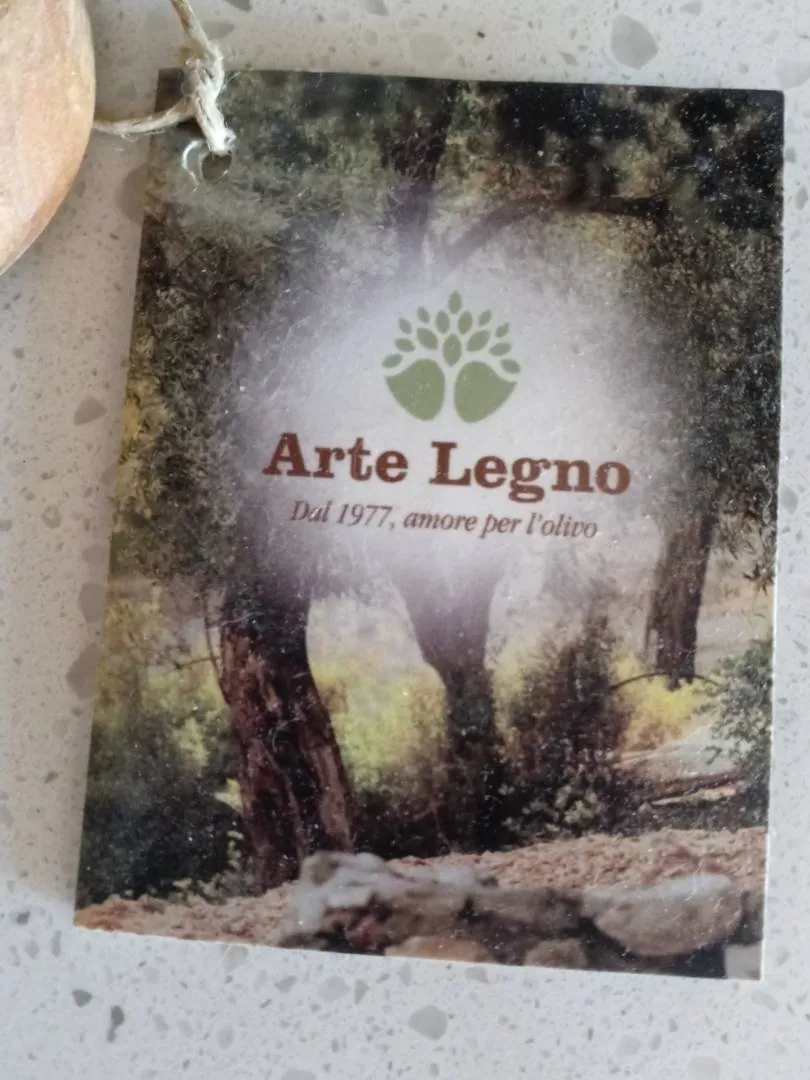 Arte Legno
Dal 1977, amore per l'olivo